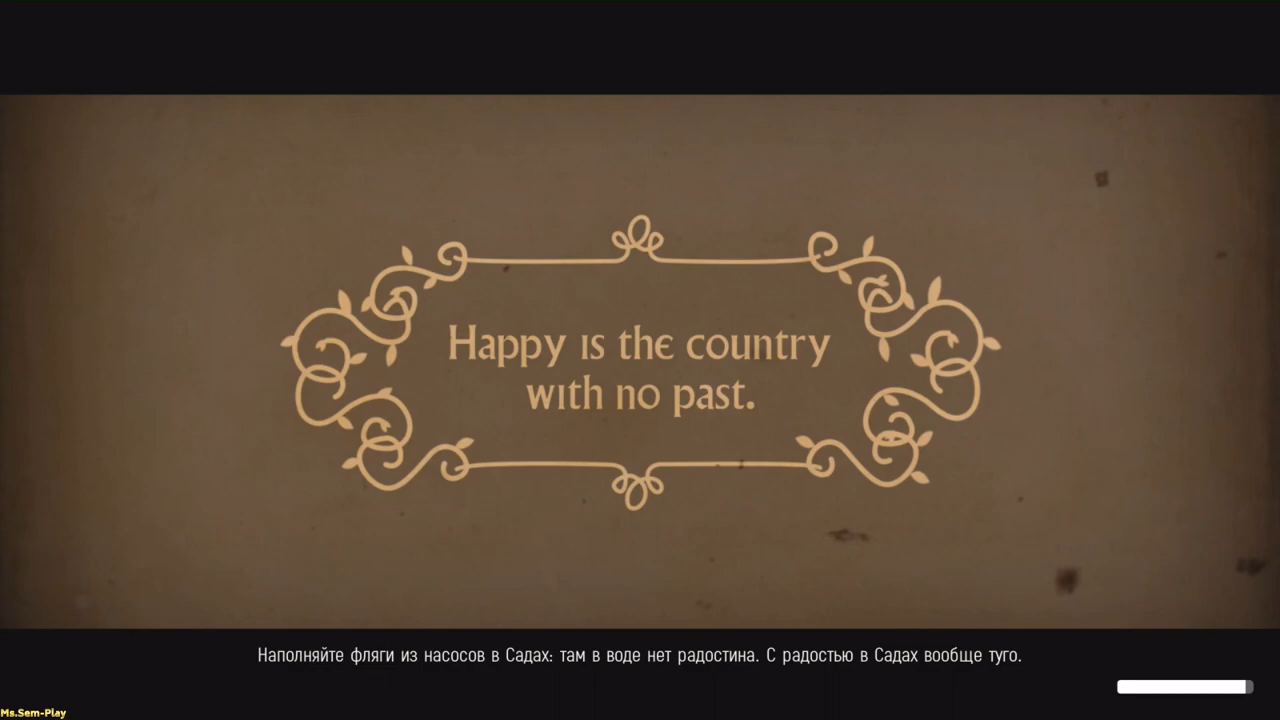 Happy is the country
with no past.
Наполняйте фляги из насосов в Садах: там в воде нет радостина. С радостью в Садах вообще туго.
Ms.Sem-Play